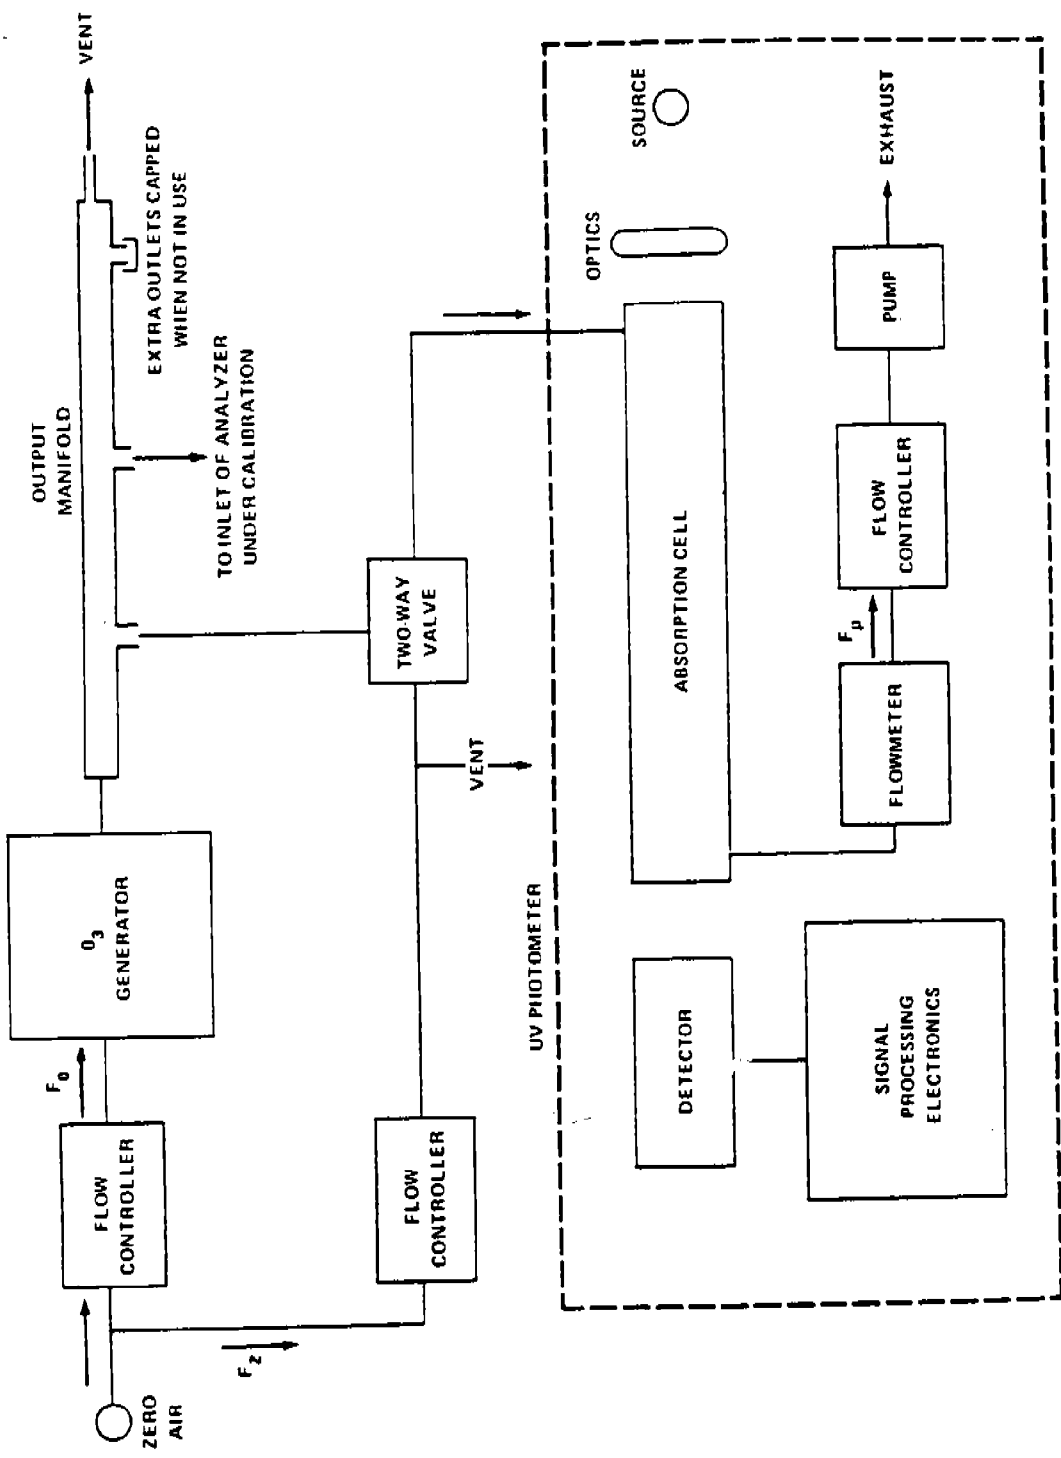 ZERO
AIR
FLOW
CONTROLLER
F0
O3
GENERATOR
OUTPUT
MANIFOLD
VENT
EXTRA OUTLETS CAPPED
WHEN NOT IN USE
TO INLET OF ANALYZER
UNDER CALIBRATION
FZ
FLOW
CONTROLLER
VENT
TWO-WAY
VALVE
UV PHOTOMETER
OPTICS
SOURCE
DETECTOR
ABSORPTION CELL
SIGNAL
PROCESSING
ELECTRONICS
FLOWMETER
Fp
FLOW
CONTROLLER
PUMP
EXHAUST